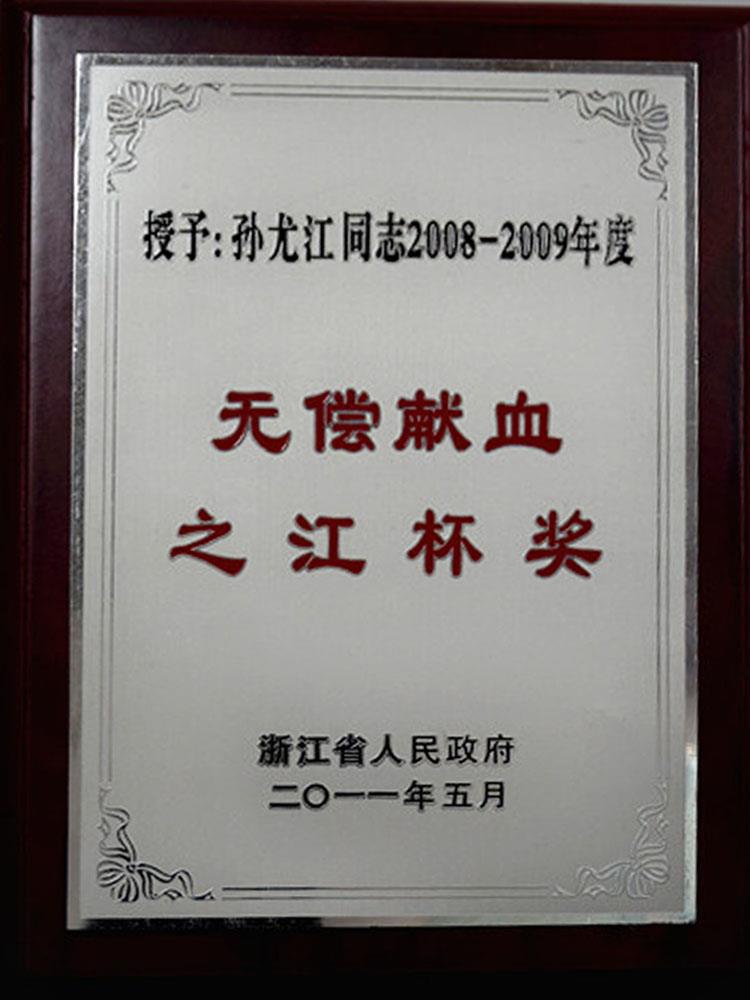 授予:孙尤江同志2008-2009年度
无偿献血
之江杯奖
浙江省人民政府
二〇一一年五月